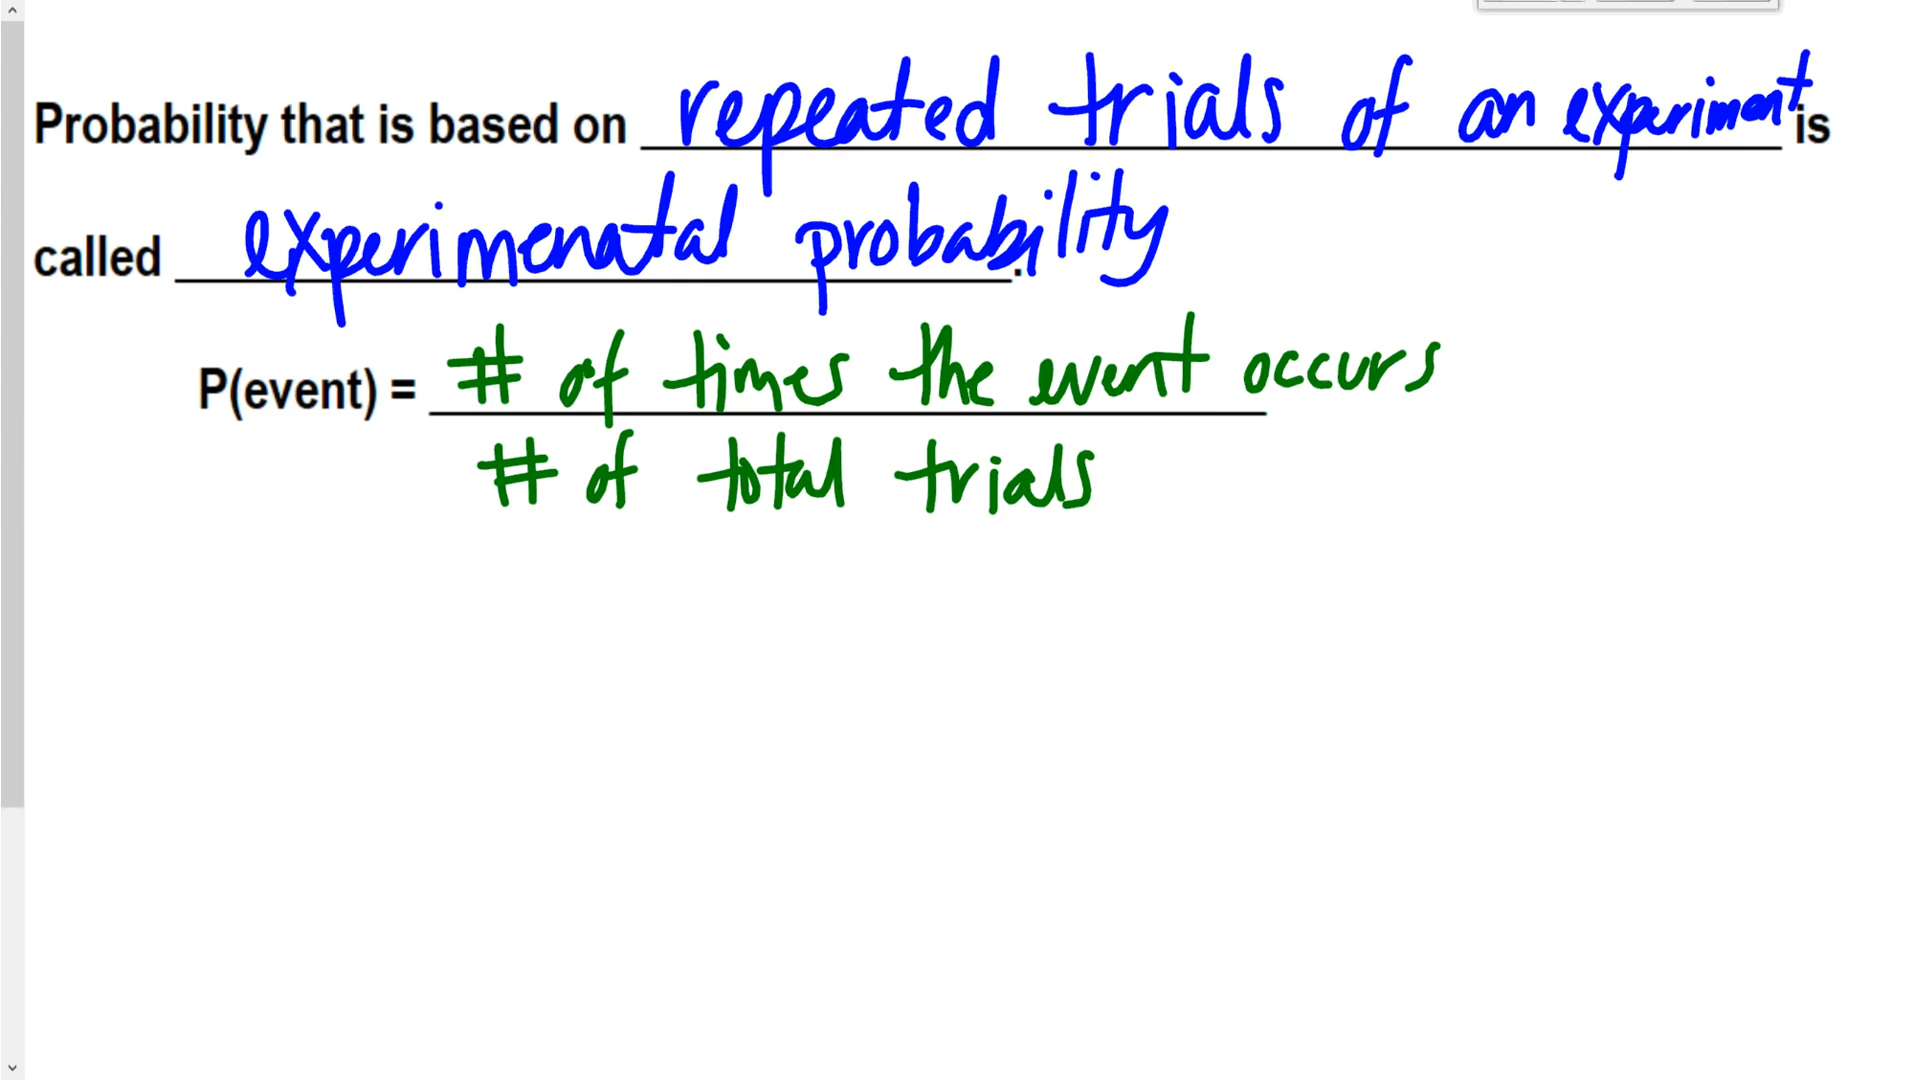 Probability that is based on repeated trials of an experiment is
called experimenatal probability.
P(event) = # of times the event occurs
# of total trials